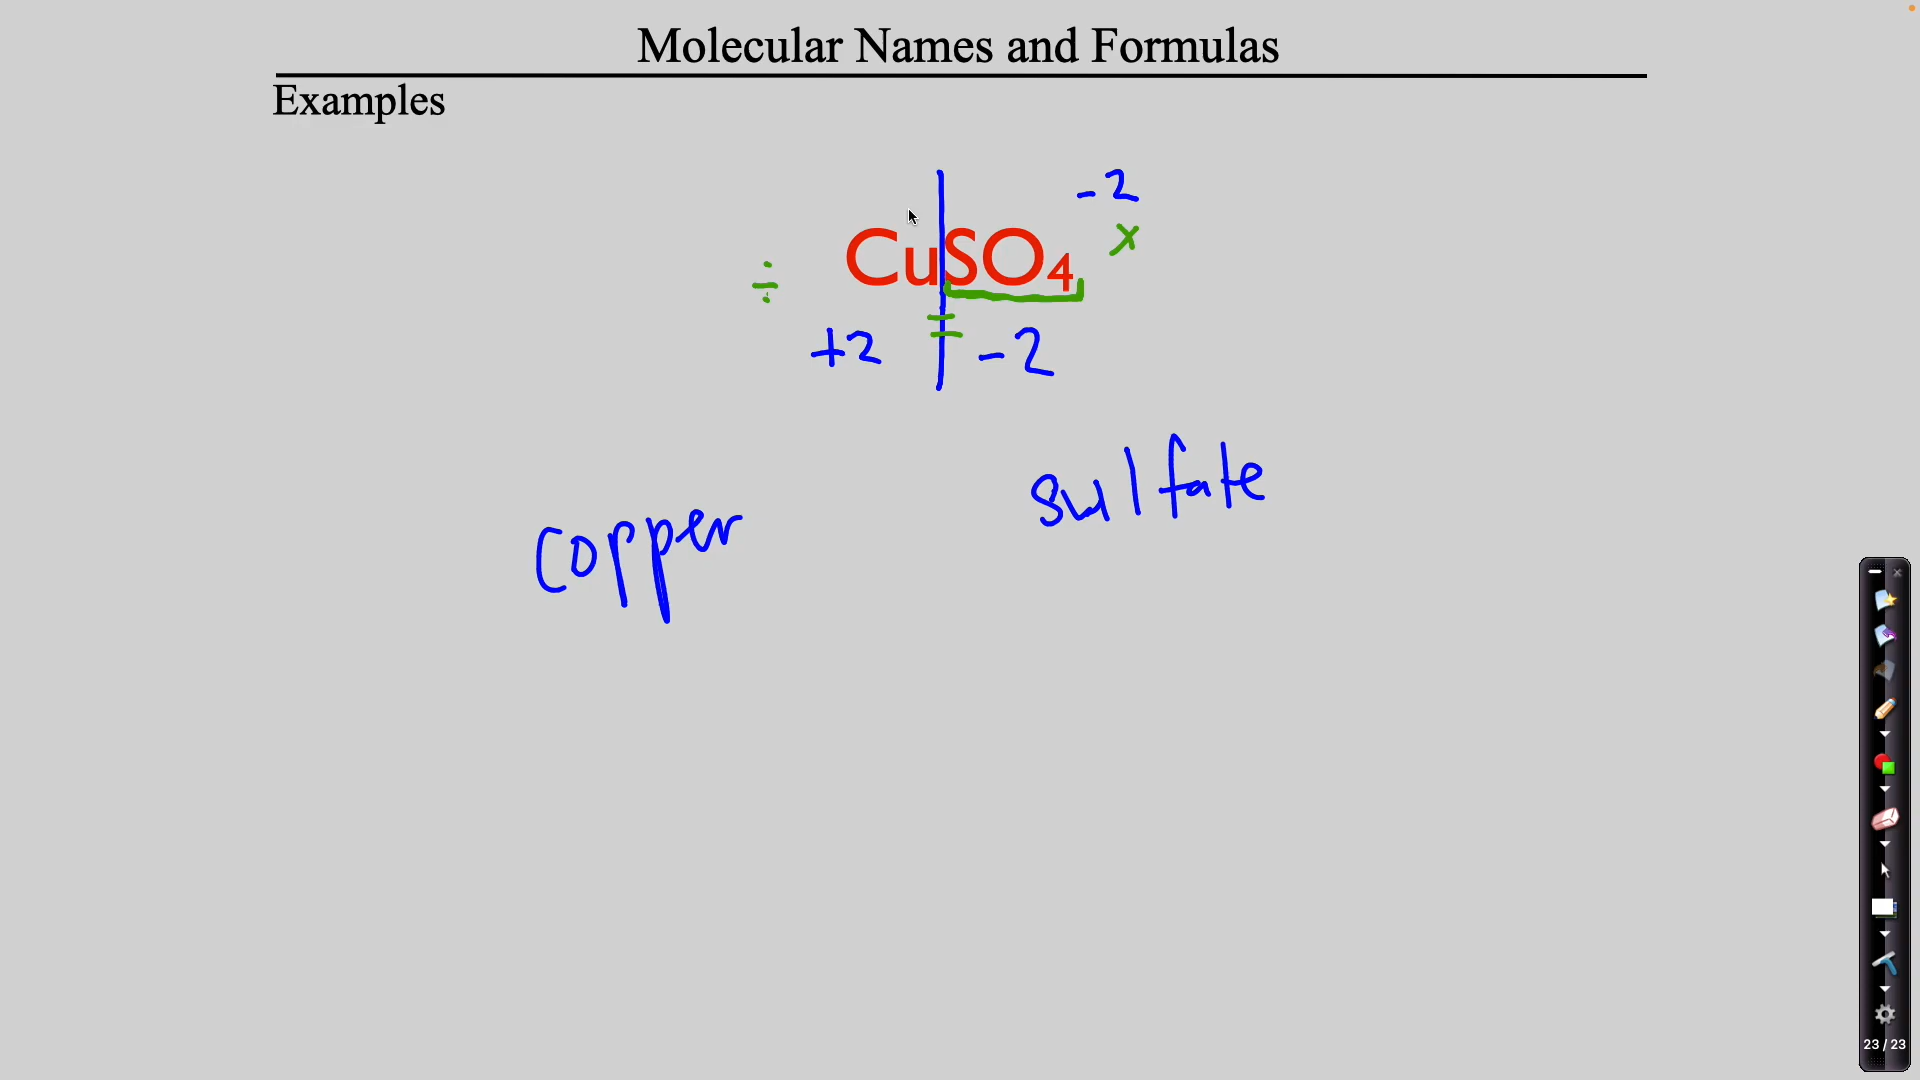 Molecular Names and Formulas
Examples
-2
CuSO₄ x
÷
+2 = -2
sulfate
copper
23 / 23